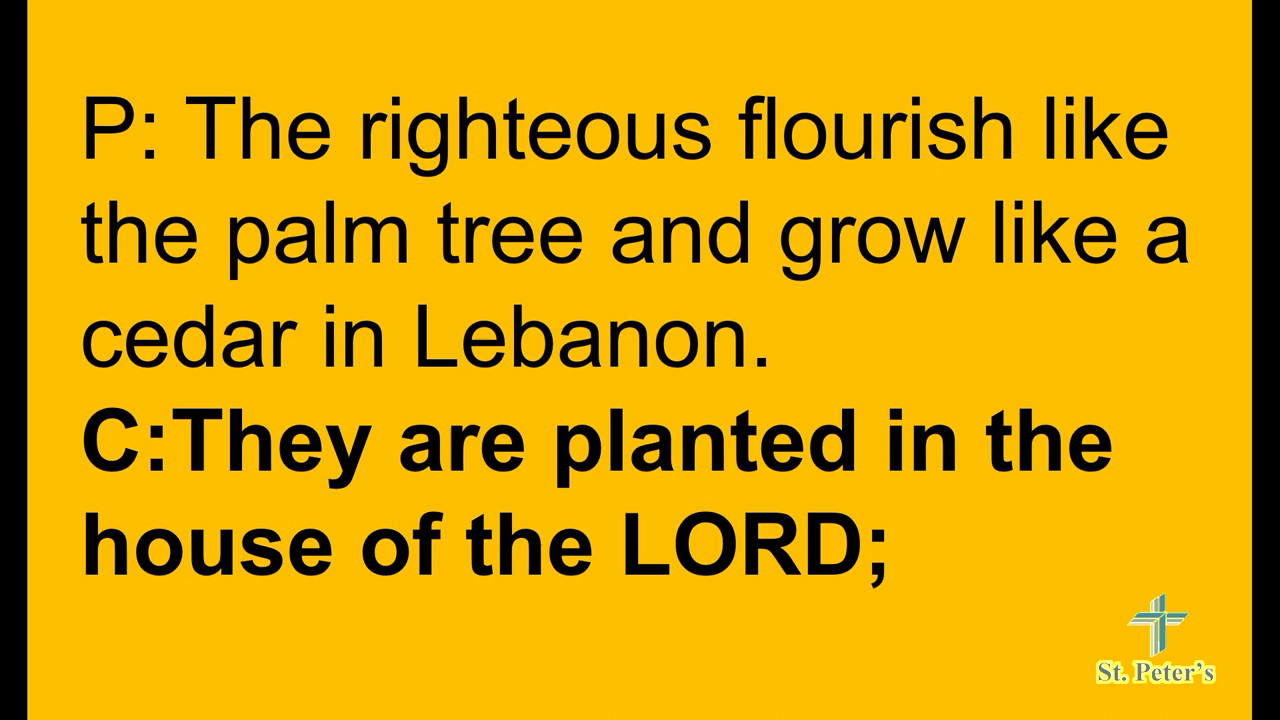 P: The righteous flourish like
the palm tree and grow like a
cedar in Lebanon.
C:They are planted in the
house of the LORD;
St. Peter's